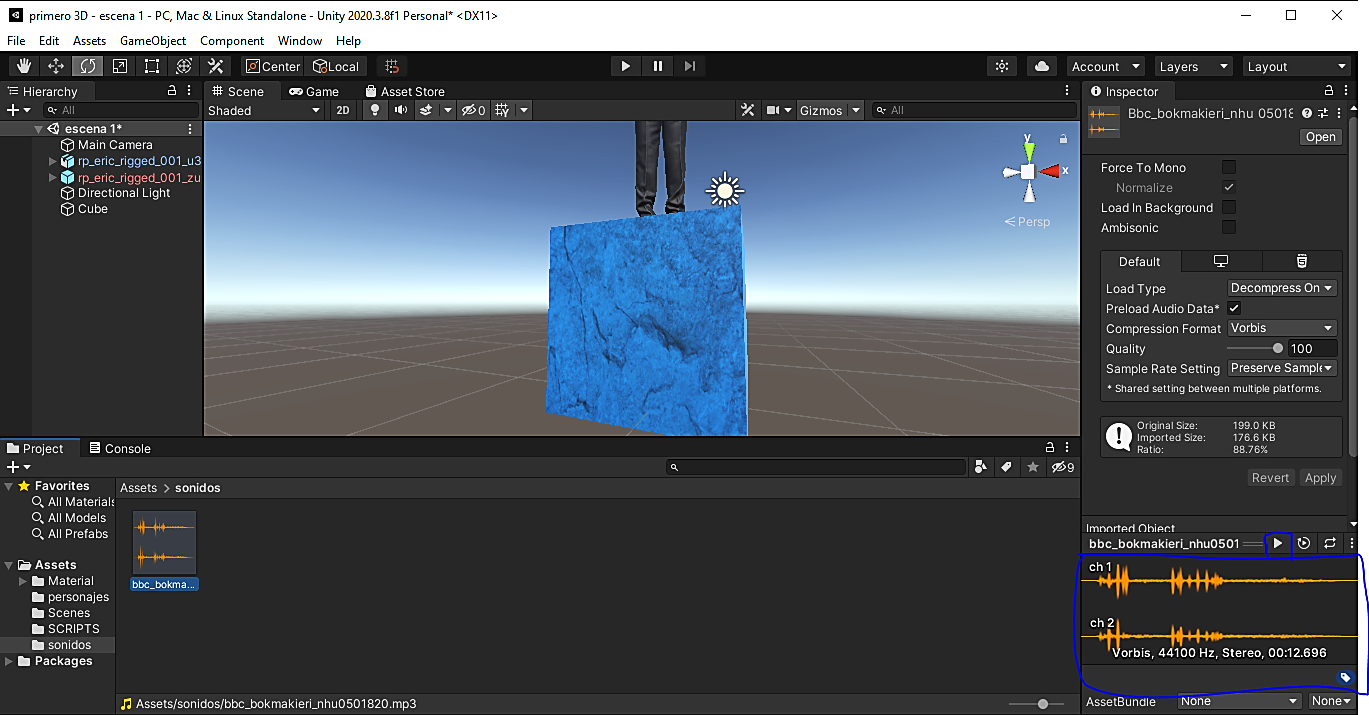 primero 3D - escena 1 - PC, Mac & Linux Standalone - Unity 2020.3.8f1 Personal* <DX11>
File Edit Assets GameObject Component Window Help
Center Local Account Layers Layout
Hierarchy
All
escena 1*
Main Camera
rp_eric_rigged_001_u3
rp_eric_rigged_001_zu
Directional Light
Cube
Scene Game Asset Store
Shaded 2D 0 Gizmos All
y
x
Persp
Inspector
Bbc_bokmakieri_nhu 05018
Open
Force To Mono
Normalize
Load In Background
Ambisonic
Default
Load Type Decompress On
Preload Audio Data*
Compression Format Vorbis
Quality 100
Sample Rate Setting Preserve Sample
* Shared setting between multiple platforms.
Original Size: 199.0 KB
Imported Size: 176.6 KB
Ratio: 88.76%
Revert Apply
Imported Object
bbc_bokmakieri_nhu0501
ch 1
ch 2
Vorbis, 44100 Hz, Stereo, 00:12.696
AssetBundle None None
Project Console
9
Favorites
All Materials
All Models
All Prefabs
Assets
Material
personajes
Scenes
SCRIPTS
sonidos
Packages
Assets > sonidos
bbc_bokma...
Assets/sonidos/bbc_bokmakieri_nhu0501820.mp3